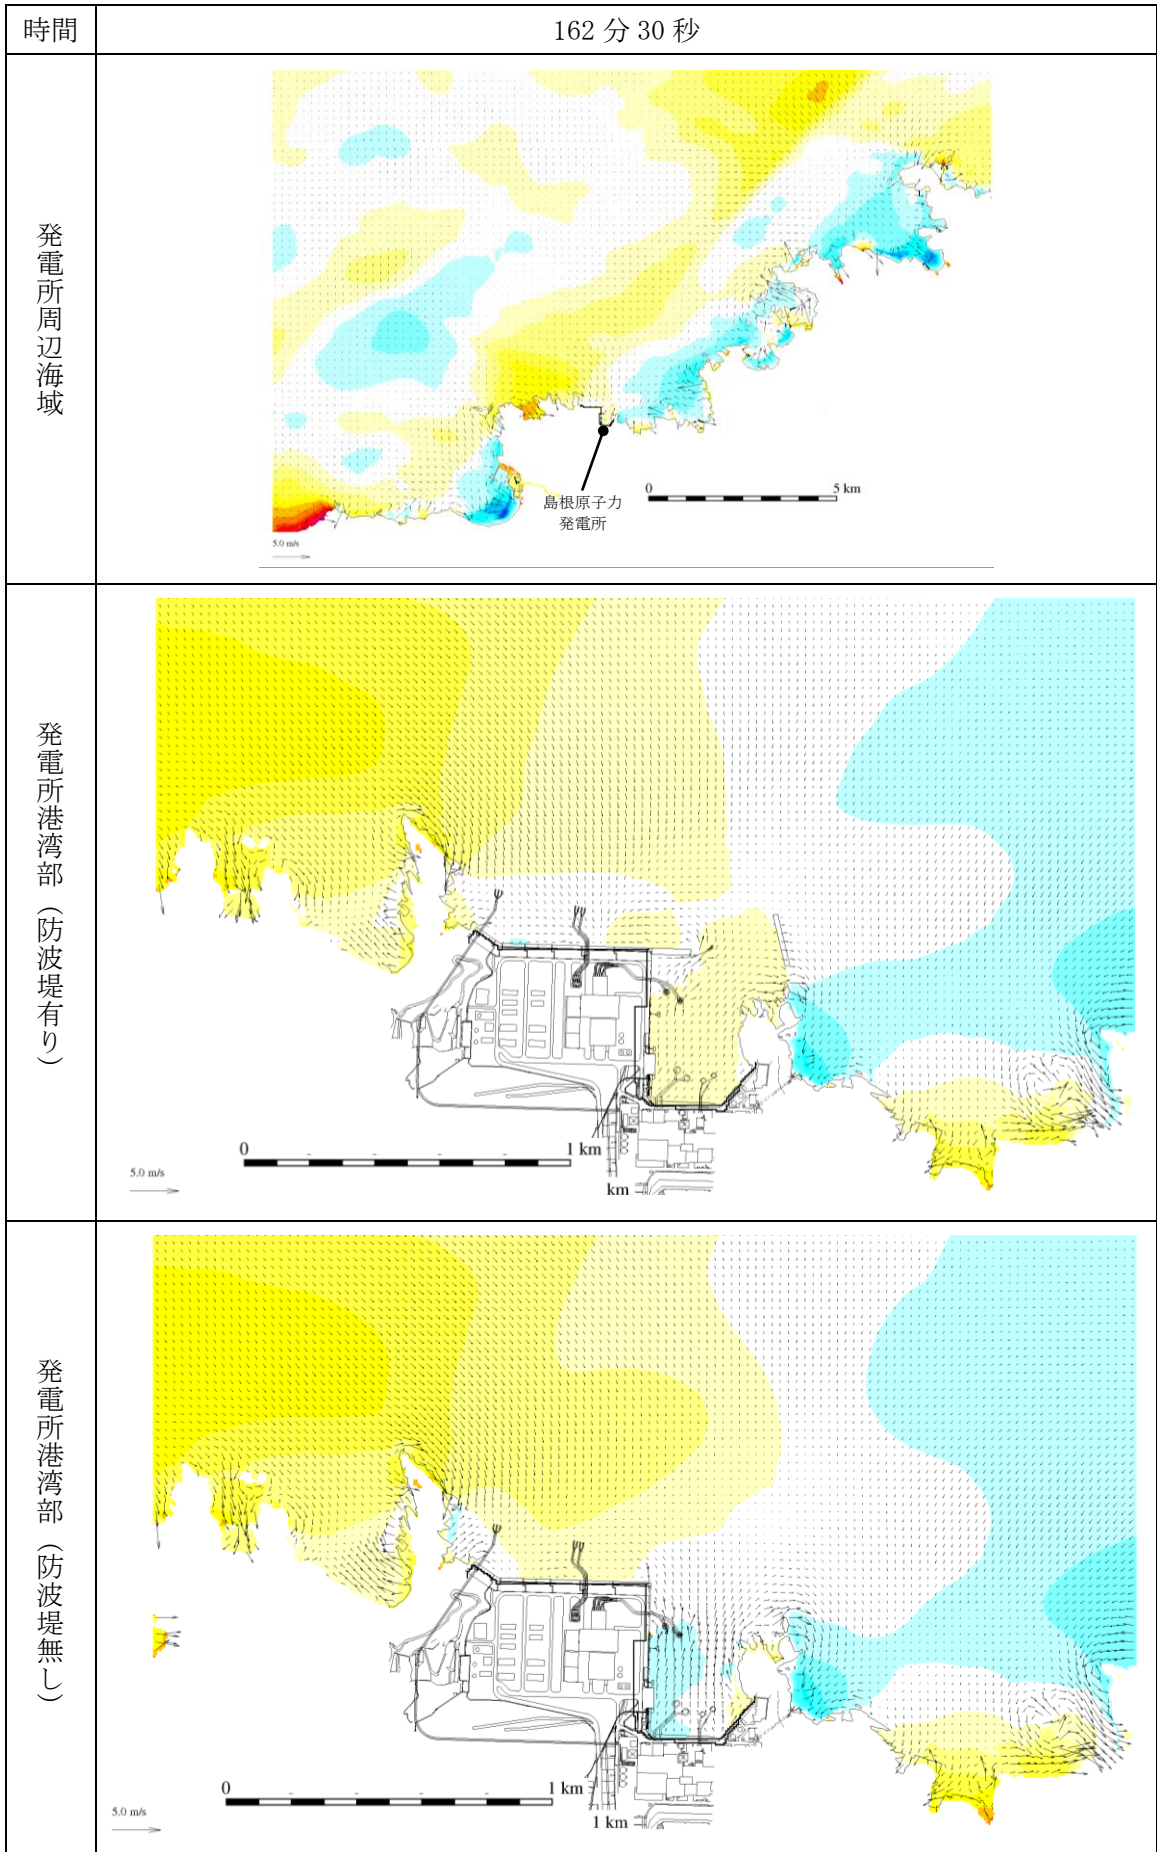 時間
162 分 30 秒
発電所周辺海域
島根原子力
発電所
0
5 km
5.0 m/s
発電所港湾部（防波堤有り）
0
1 km
5.0 m/s
km
発電所港湾部（防波堤無し）
0
1 km
5.0 m/s
1 km